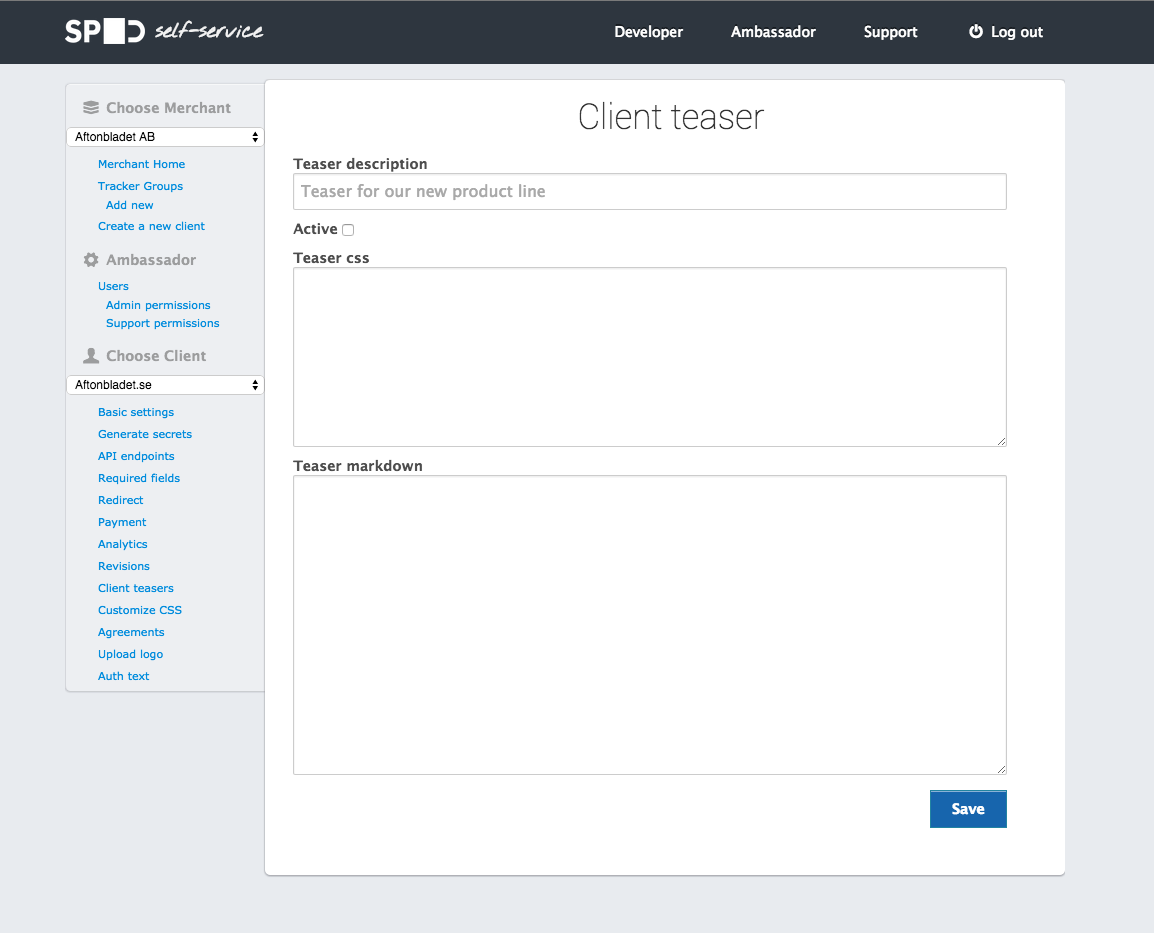 SPiD self-service
Developer
Ambassador
Support
Log out
Choose Merchant
Aftonbladet AB
Merchant Home
Tracker Groups
Add new
Create a new client
Ambassador
Users
Admin permissions
Support permissions
Choose Client
Aftonbladet.se
Basic settings
Generate secrets
API endpoints
Required fields
Redirect
Payment
Analytics
Revisions
Client teasers
Customize CSS
Agreements
Upload logo
Auth text
Client teaser
Teaser description
Teaser for our new product line
Active
Teaser css
Teaser markdown
Save